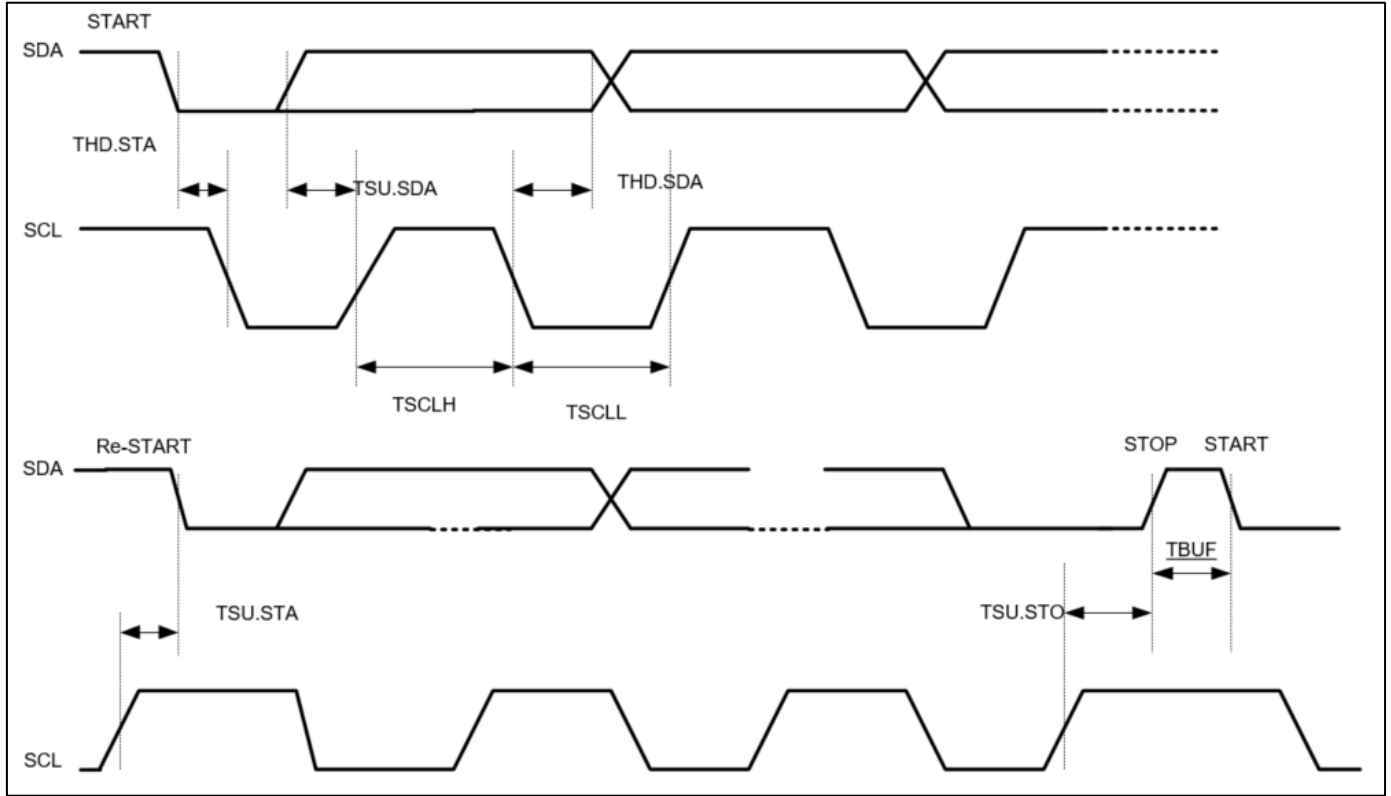 START
SDA
THD.STA
TSU.SDA
THD.SDA
SCL
TSCLH
TSCLL
Re-START
STOP
START
SDA
TBUF
TSU.STA
TSU.STO
SCL